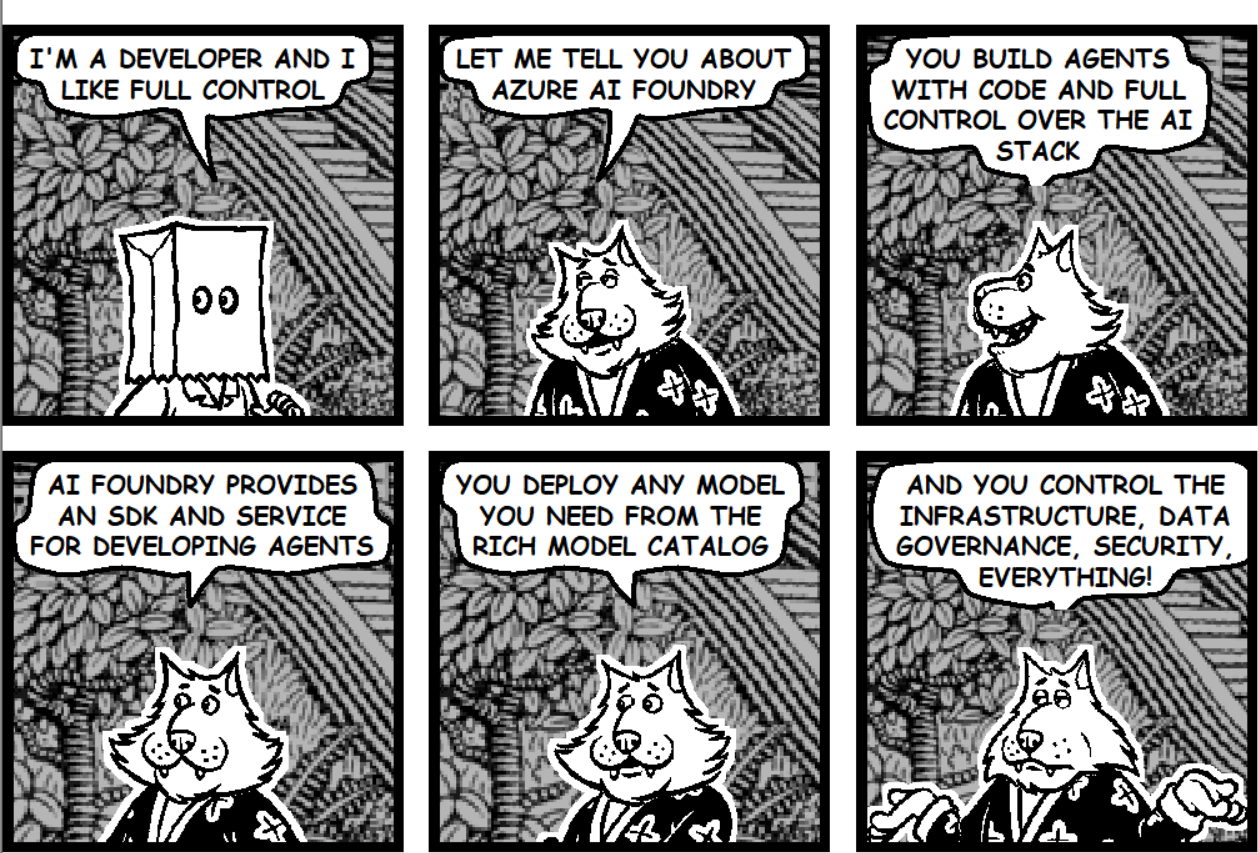 I'M A DEVELOPER AND I
LIKE FULL CONTROL
LET ME TELL YOU ABOUT
AZURE AI FOUNDRY
YOU BUILD AGENTS
WITH CODE AND FULL
CONTROL OVER THE AI
STACK
AI FOUNDRY PROVIDES
AN SDK AND SERVICE
FOR DEVELOPING AGENTS
YOU DEPLOY ANY MODEL
YOU NEED FROM THE
RICH MODEL CATALOG
AND YOU CONTROL THE
INFRASTRUCTURE, DATA
GOVERNANCE, SECURITY,
EVERYTHING!